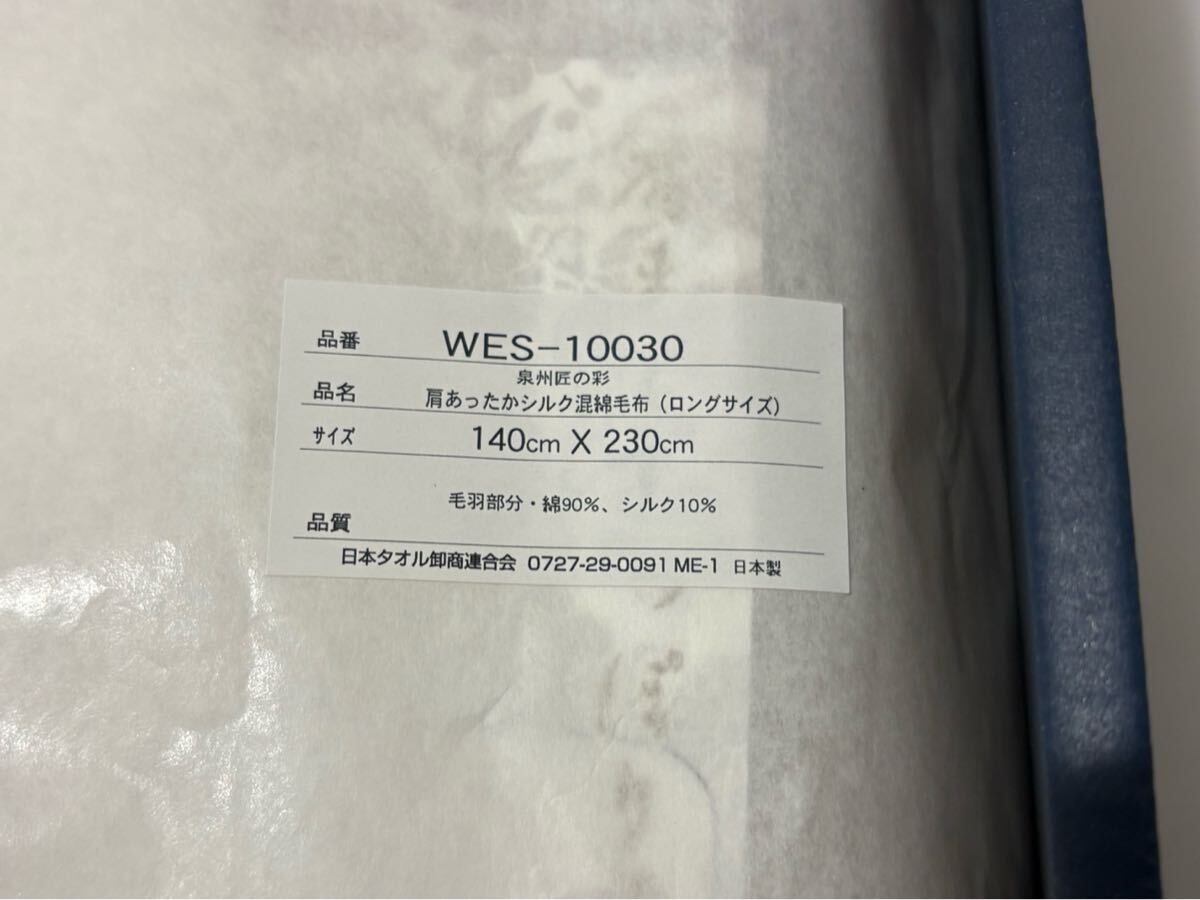 品番 WES-10030
泉州匠の彩
品名 肩あったかシルク混綿毛布（ロングサイズ）
サイズ 140cm X 230cm
毛羽部分・綿90%、シルク10%
品質
日本タオル卸商連合会 0727-29-0091 ME-1 日本製